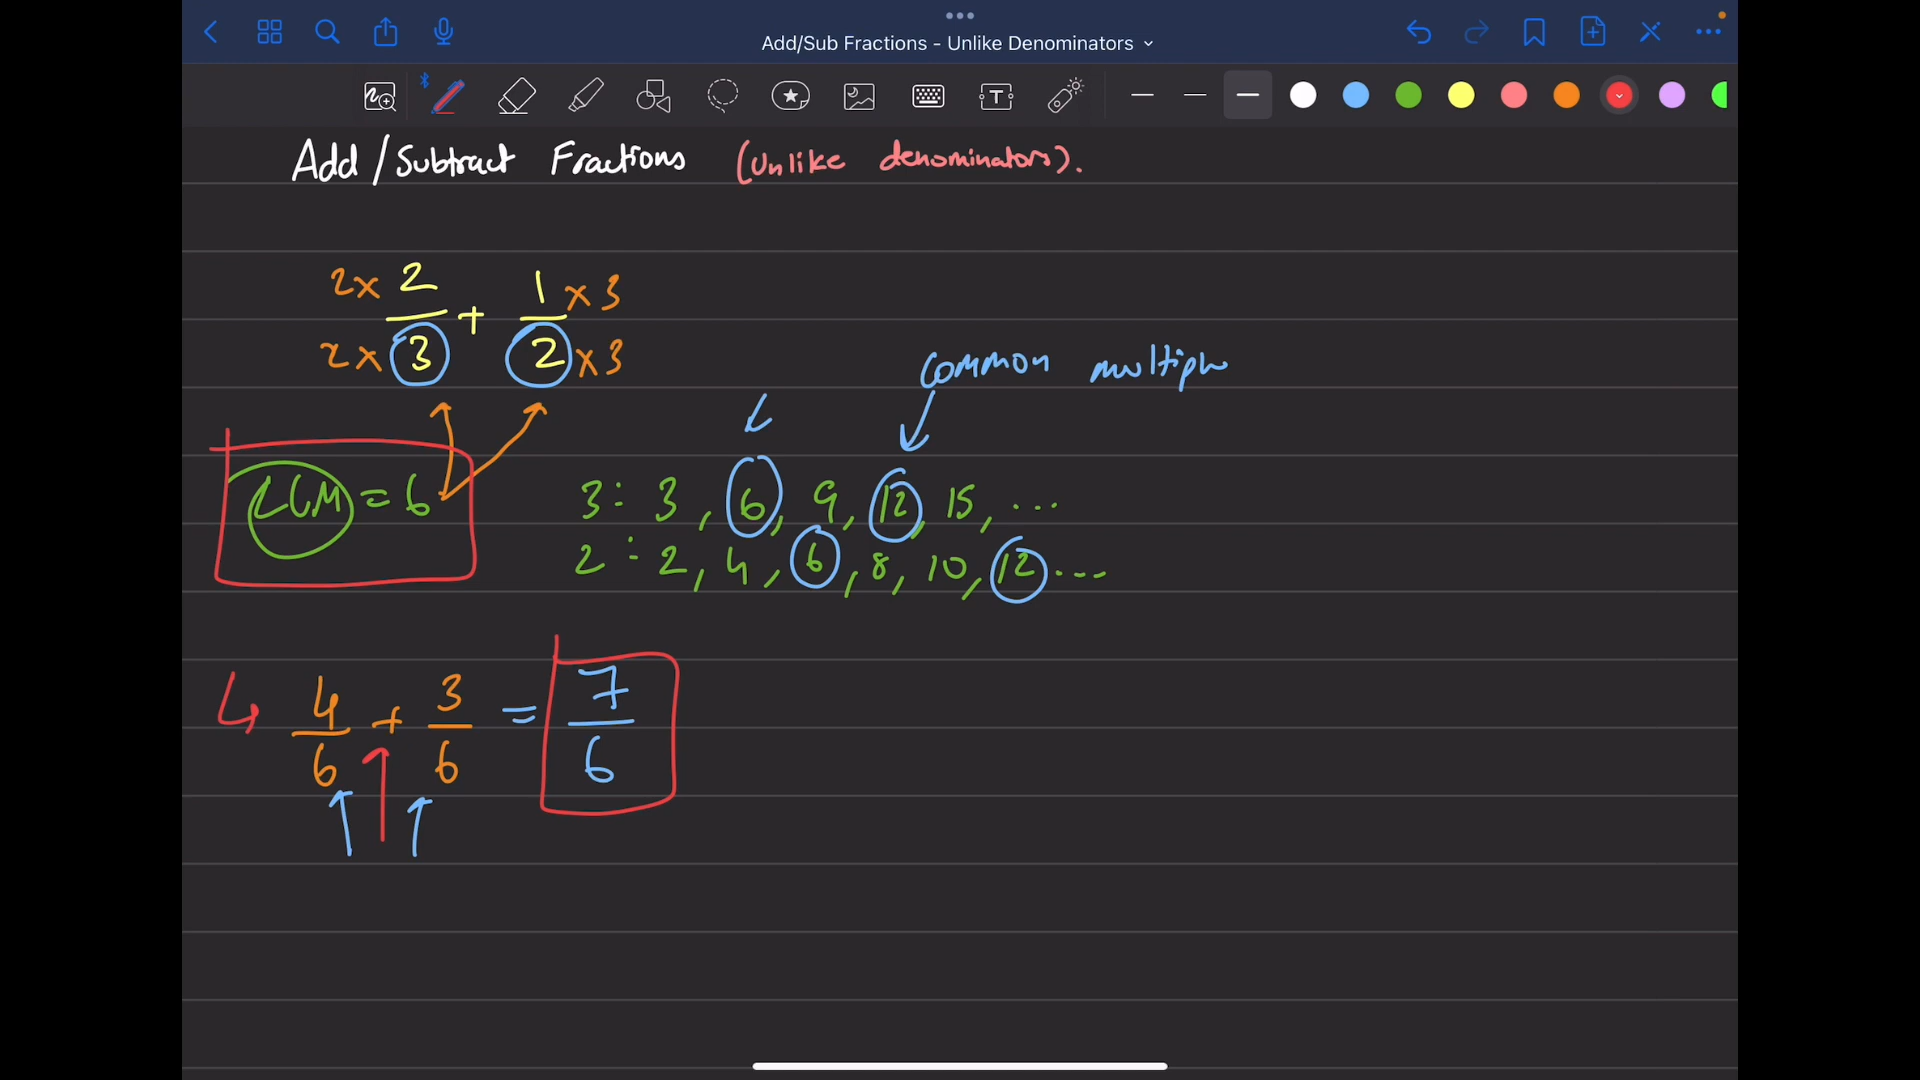 Add/Sub Fractions - Unlike Denominators
T
Add/Subtract Fractions (Unlike denominators).
2x 2 + 1 x 3
2x 3 2 x 3
common
LCM = 6
3: 3, 6, 9, 12, 15, ...
2: 2, 4, 6, 8, 10, 12 ...
4 3 7
+ =
6 6 6